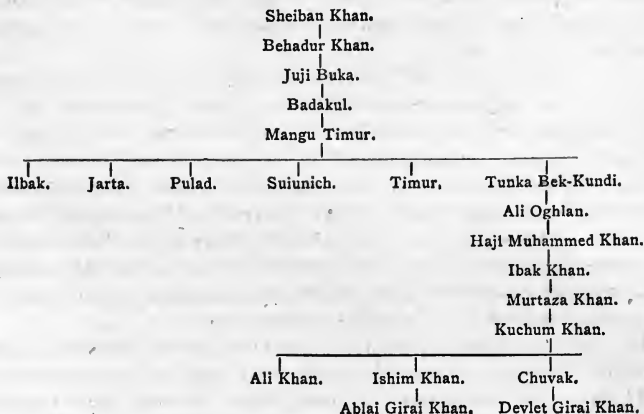 Sheiban Khan.
Behadur Khan.
Juji Buka.
Badakul.
Mangu Timur.
Ilbak. Jarta. Pulad. Suiunich. Timur. Tunka Bek-Kundi.
Ali Oghlan.
Haji Muhammed Khan.
Ibak Khan.
Murtaza Khan.
Kuchum Khan.
Ali Khan. Ishim Khan. Chuvak.
Ablai Girai Khan. Devlet Girai Khan.